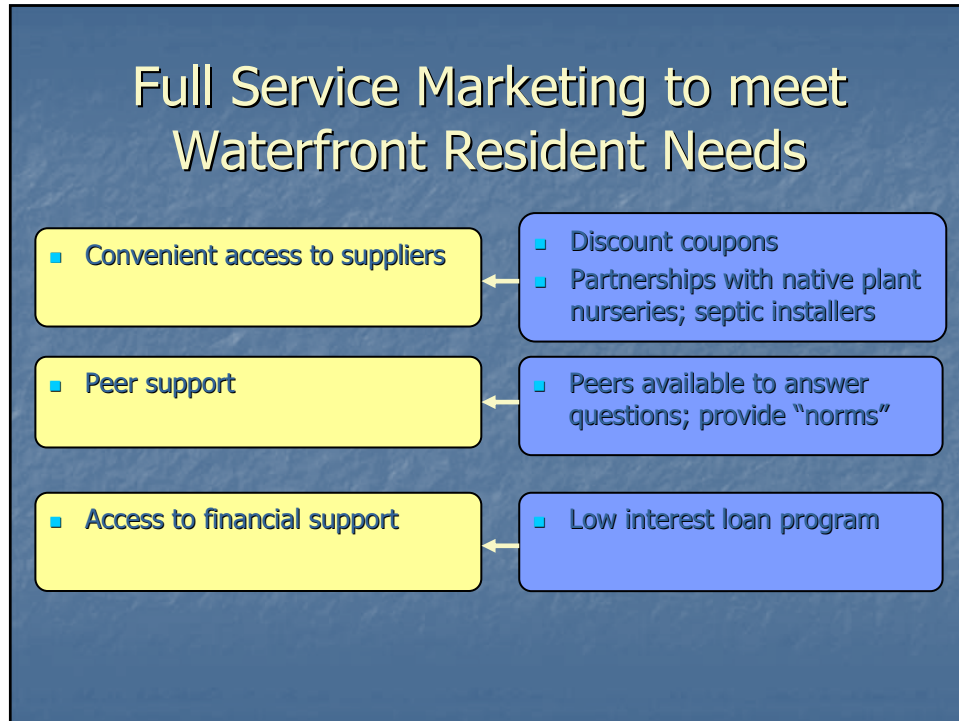 Full Service Marketing to meet
Waterfront Resident Needs
Convenient access to suppliers
Discount coupons
Partnerships with native plant
nurseries; septic installers
Peer support
Peers available to answer
questions; provide “norms”
Access to financial support
Low interest loan program